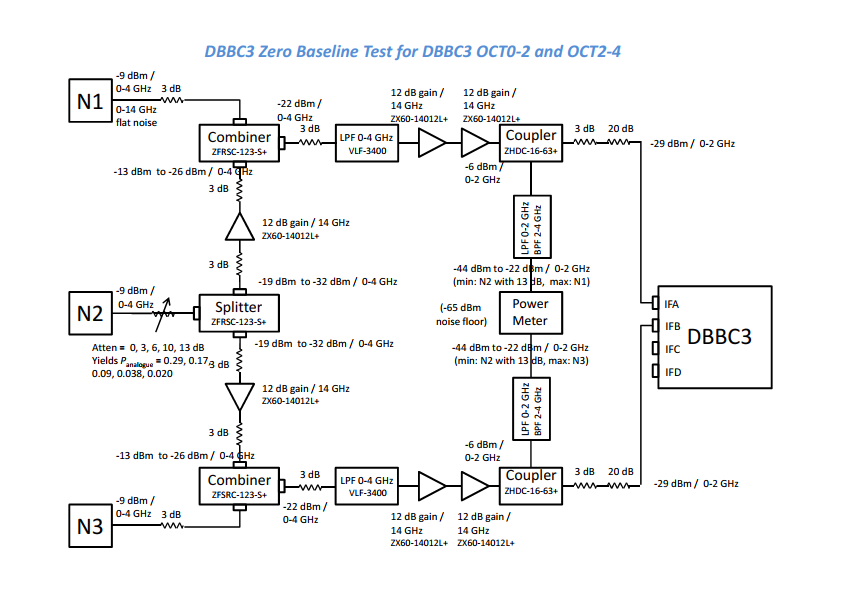 DBBC3 Zero Baseline Test for DBBC3 OCT0-2 and OCT2-4
N1
-9 dBm /
0-4 GHz
3 dB
0-14 GHz
flat noise
Combiner
ZFRSC-123-S+
-22 dBm /
0-4 GHz
3 dB
LPF 0-4 GHz
VLF-3400
12 dB gain /
14 GHz
ZX60-14012L+
12 dB gain /
14 GHz
ZX60-14012L+
Coupler
ZHDC-16-63+
3 dB
20 dB
-29 dBm / 0-2 GHz
-6 dBm /
0-2 GHz
-13 dBm to -26 dBm / 0-4 GHz
3 dB
12 dB gain / 14 GHz
ZX60-14012L+
3 dB
LPF 0-2 GHz
BPF 2-4 GHz
-19 dBm to -32 dBm / 0-4 GHz
-44 dBm to -22 dBm / 0-2 GHz
(min: N2 with 13 dB, max: N1)
N2
-9 dBm /
0-4 GHz
Splitter
ZFRSC-123-S+
(-65 dBm
noise floor)
Power
Meter
DBBC3
IFA
IFB
IFC
IFD
Atten = 0, 3, 6, 10, 13 dB
Yields Panalogue = 0.29, 0.17,
0.09, 0.038, 0.020
-19 dBm to -32 dBm / 0-4 GHz
3 dB
-44 dBm to -22 dBm / 0-2 GHz
(min: N2 with 13 dB, max: N3)
12 dB gain / 14 GHz
ZX60-14012L+
LPF 0-2 GHz
BPF 2-4 GHz
3 dB
-13 dBm to -26 dBm / 0-4 GHz
-6 dBm /
0-2 GHz
Combiner
ZFSRC-123-S+
3 dB
-22 dBm /
0-4 GHz
LPF 0-4 GHz
VLF-3400
Coupler
ZHDC-16-63+
3 dB
20 dB
-29 dBm / 0-2 GHz
N3
-9 dBm /
0-4 GHz
3 dB
12 dB gain /
14 GHz
ZX60-14012L+
12 dB gain /
14 GHz
ZX60-14012L+